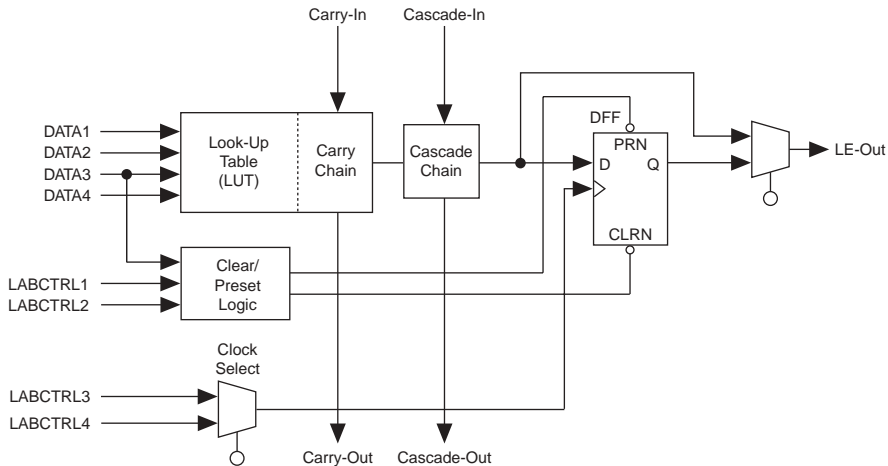 Carry-In
Cascade-In
DFF
PRN
DATA1
DATA2
DATA3
DATA4
Look-Up
Table
(LUT)
Carry
Chain
Cascade
Chain
D
Q
LE-Out
CLRN
Clear/
Preset
Logic
LABCTRL1
LABCTRL2
Clock
Select
LABCTRL3
LABCTRL4
Carry-Out
Cascade-Out